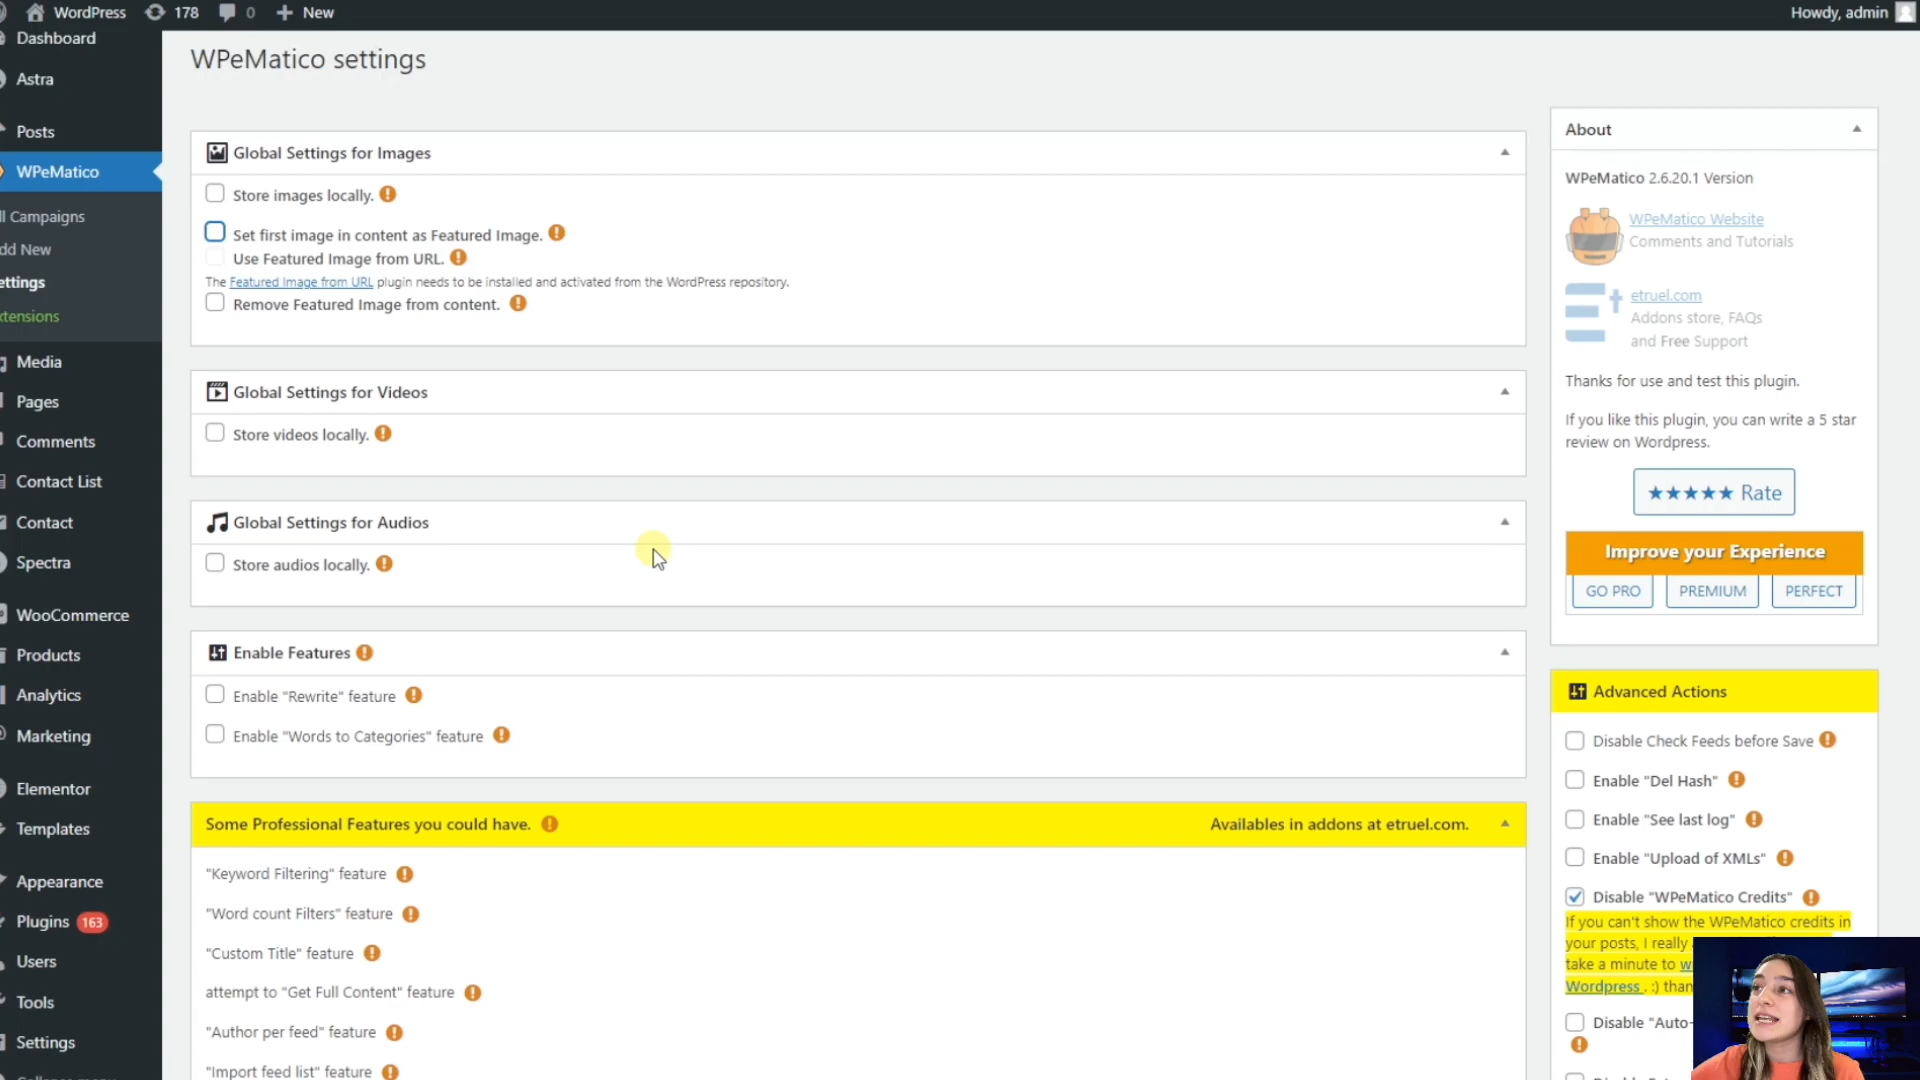 WordPress 178 0 New Howdy, admin
Dashboard
Astra
Posts
WPeMatico
ll Campaigns
dd New
ettings
xtensions
Media
Pages
Comments
Contact List
Contact
Spectra
WooCommerce
Products
Analytics
Marketing
Elementor
Templates
Appearance
Plugins 163
Users
Tools
Settings
WPeMatico settings
Global Settings for Images
Store images locally.
Set first image in content as Featured Image.
Use Featured Image from URL.
The Featured Image from URL plugin needs to be installed and activated from the WordPress repository.
Remove Featured Image from content.
Global Settings for Videos
Store videos locally.
Global Settings for Audios
Store audios locally.
Enable Features
Enable "Rewrite" feature
Enable "Words to Categories" feature
Some Professional Features you could have. Availables in addons at etruel.com.
"Keyword Filtering" feature
"Word count Filters" feature
"Custom Title" feature
attempt to "Get Full Content" feature
"Author per feed" feature
"Import feed list" feature
About
WPeMatico 2.6.20.1 Version
WPeMatico Website
Comments and Tutorials
etruel.com
Addons store, FAQs
and Free Support
Thanks for use and test this plugin.
If you like this plugin, you can write a 5 star
review on Wordpress.
★★★★★ Rate
Improve your Experience
GO PRO PREMIUM PERFECT
Advanced Actions
Disable Check Feeds before Save
Enable "Del Hash"
Enable "See last log"
Enable "Upload of XMLs"
Disable "WPeMatico Credits"
If you can't show the WPeMatico credits in
your posts, I really
take a minute to w
Wordpress. :) than
Disable "Auto-